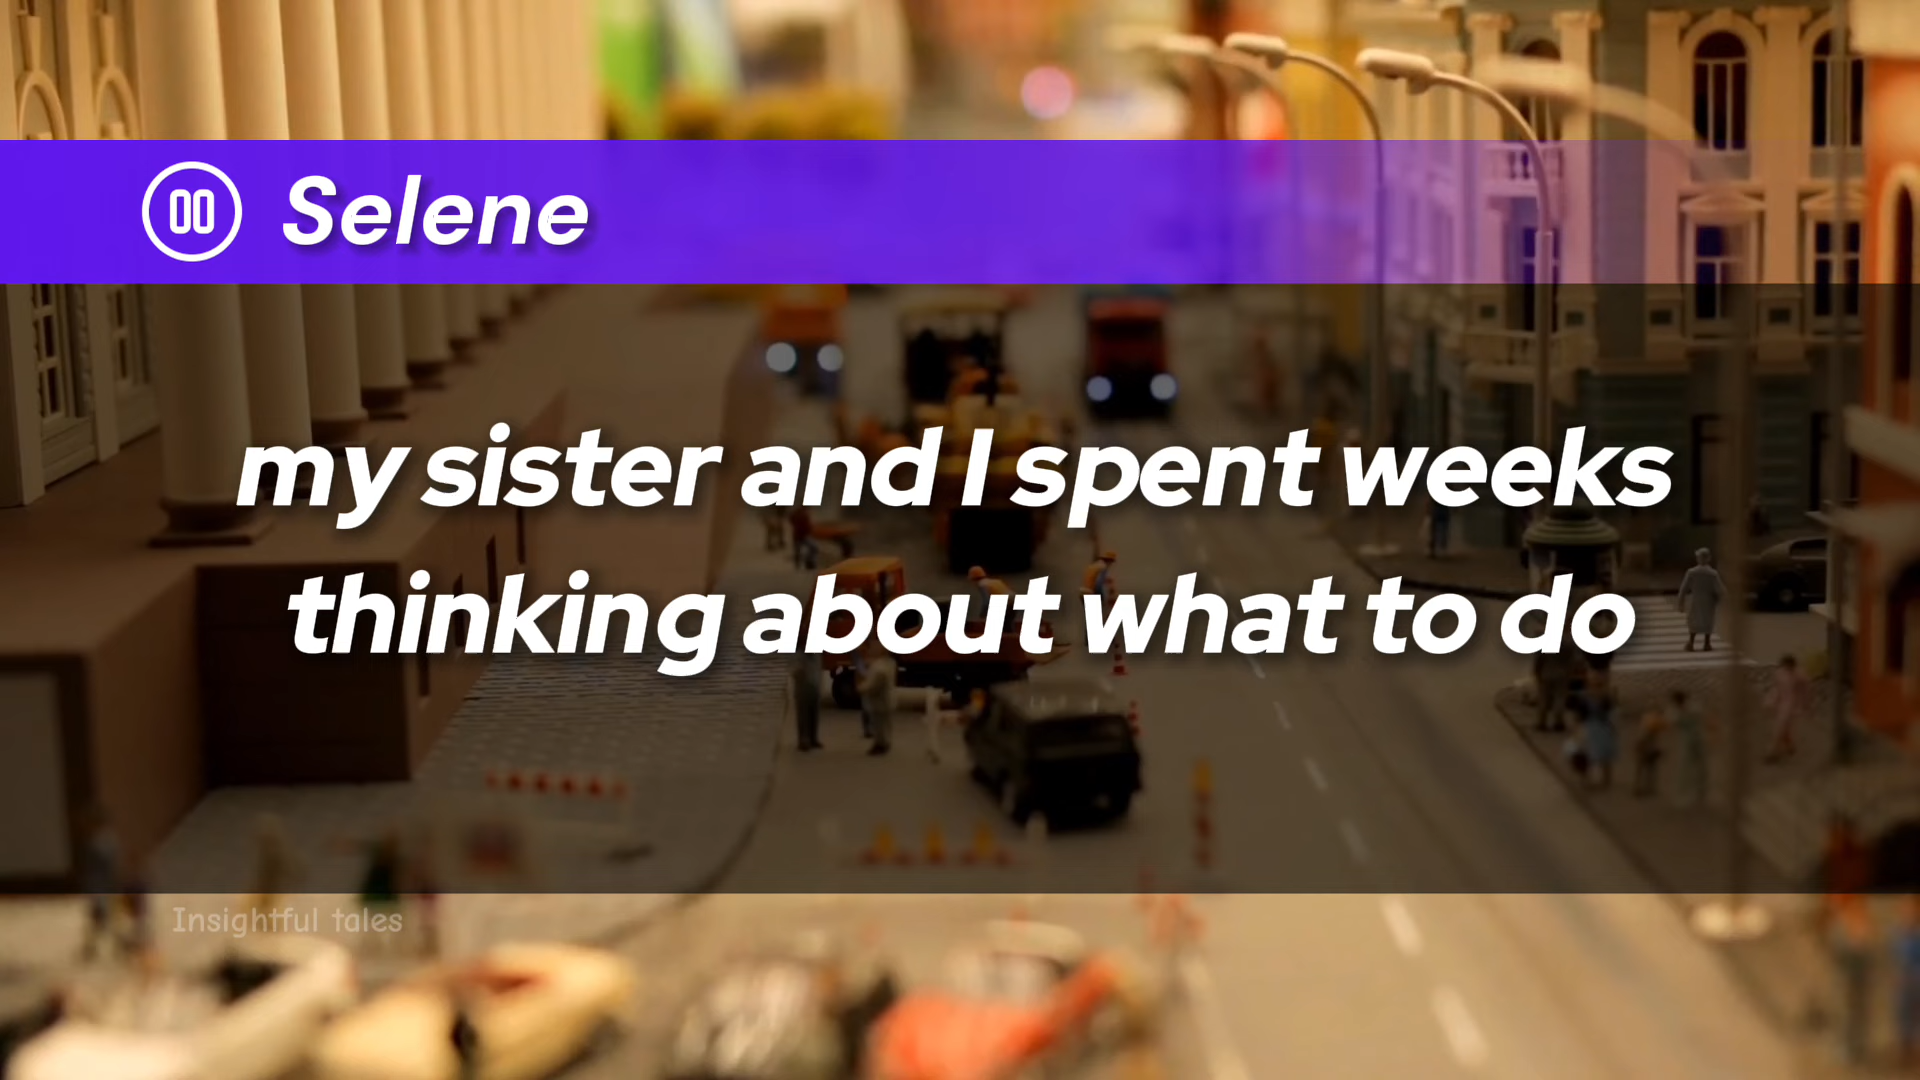 Selene
my sister and I spent weeks
thinking about what to do
Insightful tales